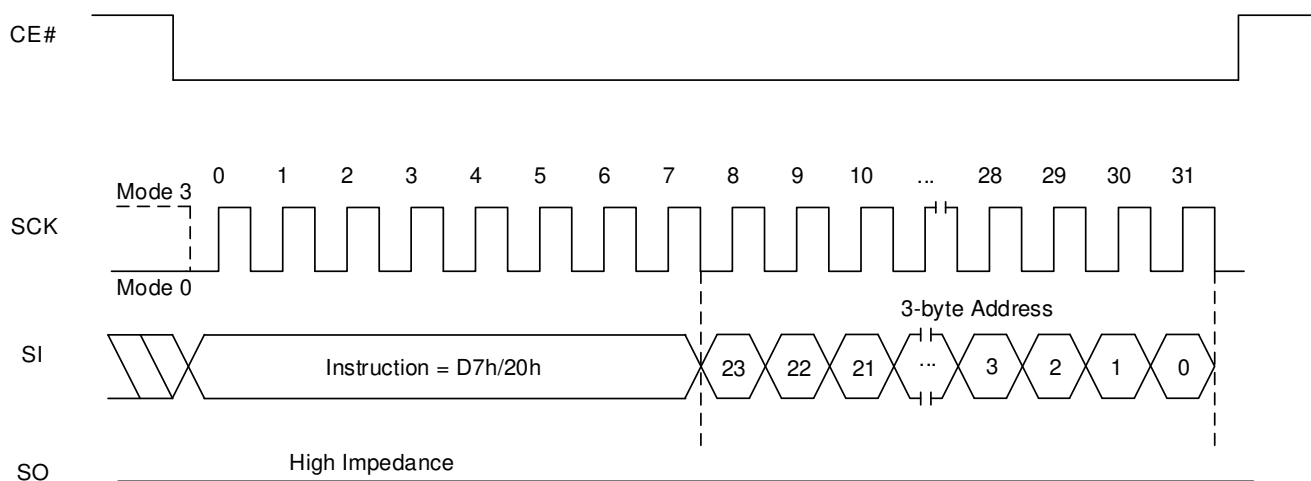 CE#
0 1 2 3 4 5 6 7 8 9 10 ... 28 29 30 31
Mode 3
SCK
Mode 0
3-byte Address
SI
Instruction = D7h/20h 23 22 21 ... 3 2 1 0
High Impedance
SO